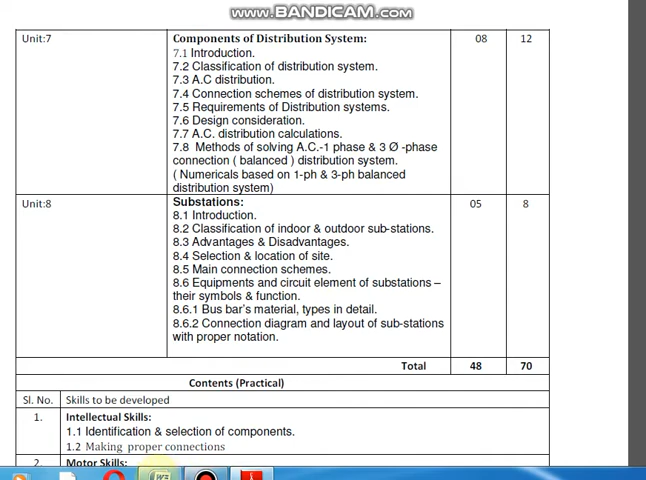 www.BANDICAM.com
Unit:7
Components of Distribution System:
08
12
7.1 Introduction.
7.2 Classification of distribution system.
7.3 A.C distribution.
7.4 Connection schemes of distribution system.
7.5 Requirements of Distribution systems.
7.6 Design consideration.
7.7 A.C. distribution calculations.
7.8 Methods of solving A.C.-1 phase & 3 Ø -phase
connection ( balanced ) distribution system.
( Numericals based on 1-ph & 3-ph balanced
distribution system)
Unit:8
Substations:
05
8
8.1 Introduction.
8.2 Classification of indoor & outdoor sub-stations.
8.3 Advantages & Disadvantages.
8.4 Selection & location of site.
8.5 Main connection schemes.
8.6 Equipments and circuit element of substations –
their symbols & function.
8.6.1 Bus bar's material, types in detail.
8.6.2 Connection diagram and layout of sub-stations
with proper notation.
Total
48
70
Contents (Practical)
Sl. No.
Skills to be developed
1.
Intellectual Skills:
1.1 Identification & selection of components.
1.2 Making proper connections
2.
Motor Skills: